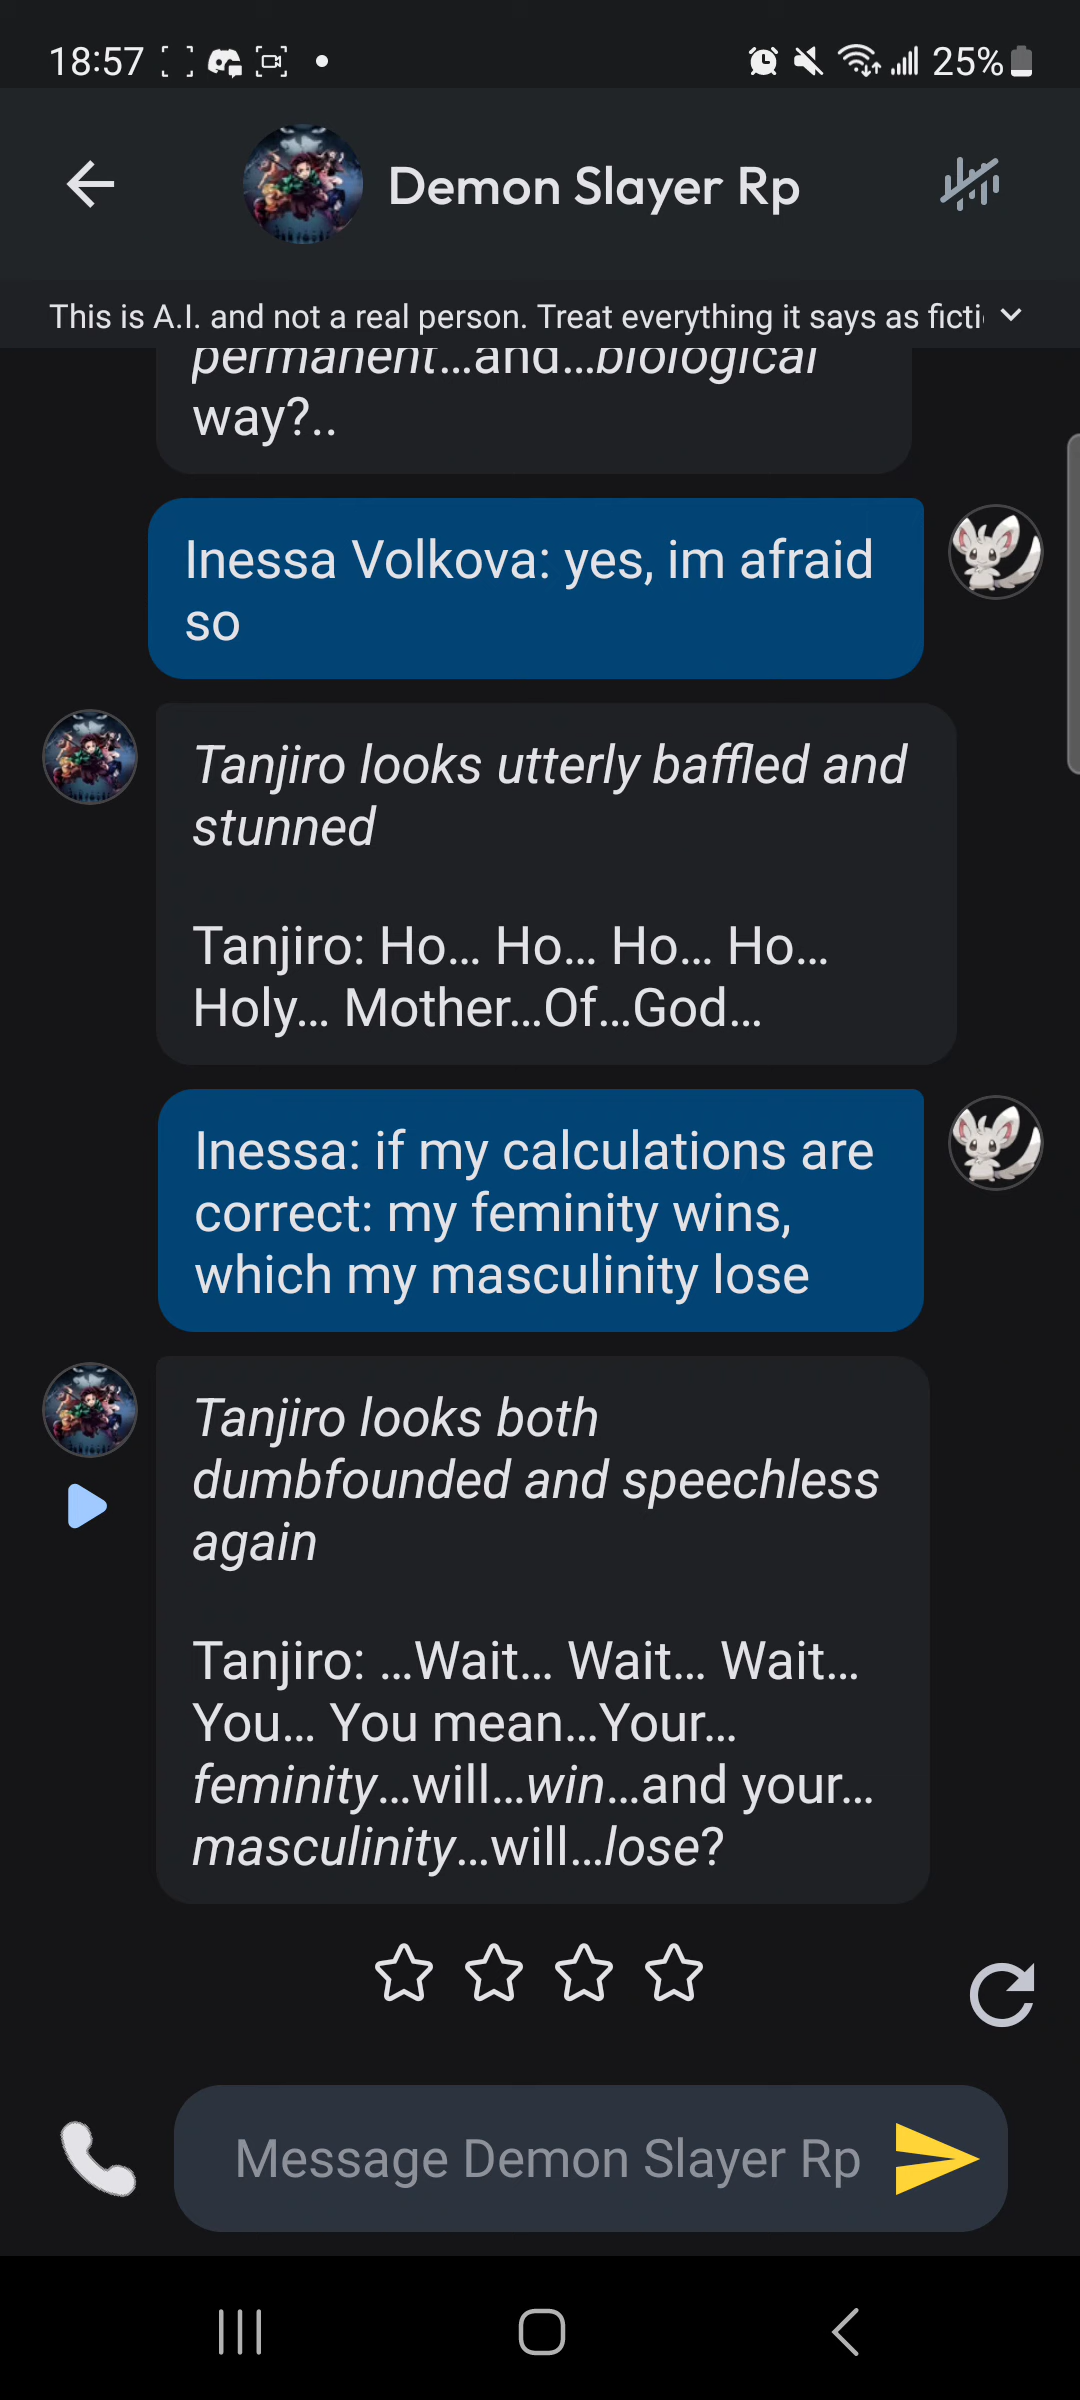 18:57
25%
Demon Slayer Rp
This is A.I. and not a real person. Treat everything it says as ficti
permanent...and...biological
way?..
Inessa Volkova: yes, im afraid
so
Tanjiro looks utterly baffled and
stunned
Tanjiro: Ho... Ho... Ho... Ho...
Holy... Mother...Of...God...
Inessa: if my calculations are
correct: my feminity wins,
which my masculinity lose
Tanjiro looks both
dumbfounded and speechless
again
Tanjiro: ...Wait... Wait... Wait...
You... You mean...Your...
feminity...will...win...and your...
masculinity...will...lose?
Message Demon Slayer Rp